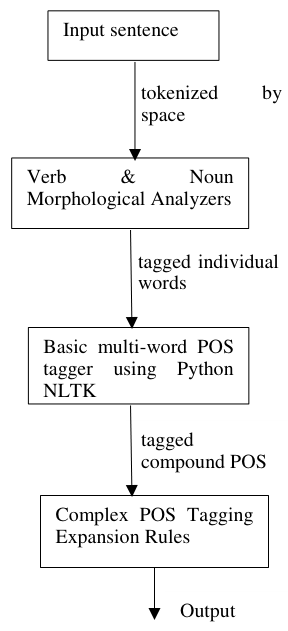 Input sentence
tokenized by
space
Verb & Noun
Morphological Analyzers
tagged individual
words
Basic multi-word POS
tagger using Python
NLTK
tagged
compound POS
Complex POS Tagging
Expansion Rules
Output